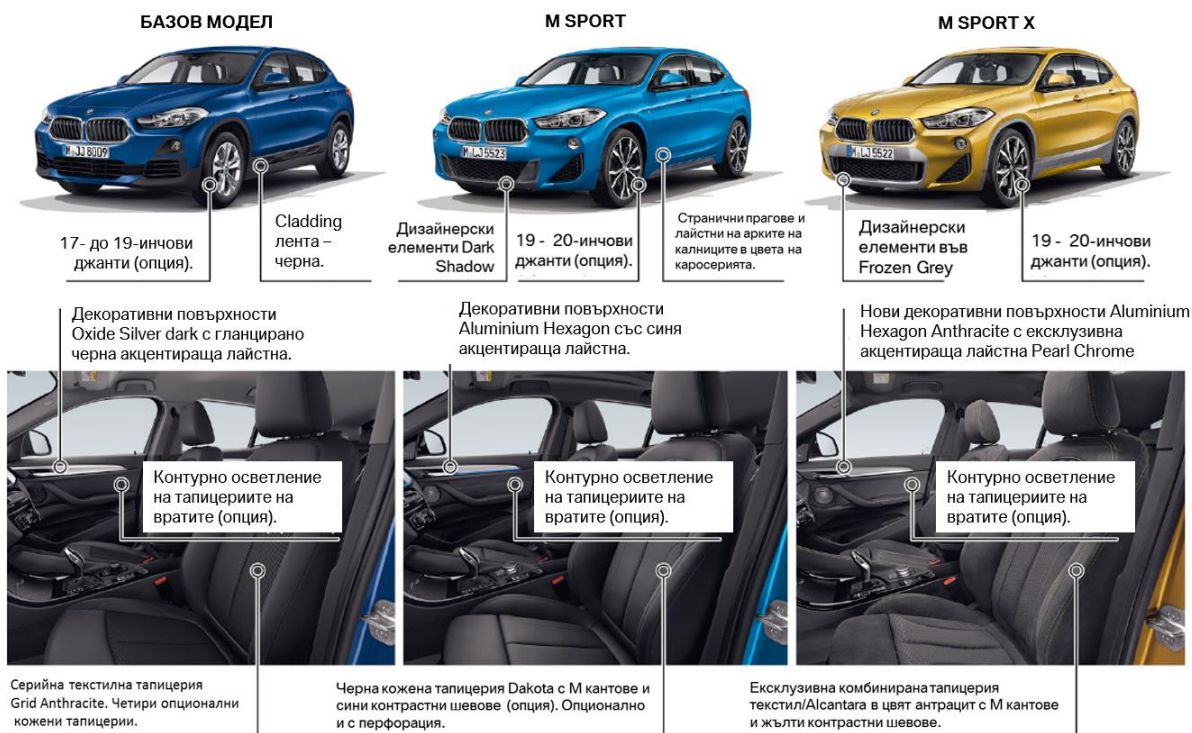 БАЗОВ МОДЕЛ
M SPORT
M SPORT X
M JJ 8009
M LJ 5523
M LJ 5522
17- до 19-инчови
джанти (опция).
Cladding
лента –
черна.
Дизайнерски
елементи Dark
Shadow
19 - 20-инчови
джанти (опция).
Странични прагове и
лайстни на арките на
калниците в цвета на
каросерията.
Дизайнерски
елементи във
Frozen Grey
19 - 20-инчови
джанти (опция).
Декоративни повърхности
Oxide Silver dark с гланцирано
черна акцентираща лайстна.
Декоративни повърхности
Aluminium Hexagon със синя
акцентираща лайстна.
Нови декоративни повърхности Aluminium
Hexagon Anthracite с ексклузивна
акцентираща лайстна Pearl Chrome
Контурно осветление
на тапицериите на
вратите (опция).
Контурно осветление
на тапицериите на
вратите (опция).
Контурно осветление
на тапицериите на
вратите (опция).
Серийна текстилна тапицерия
Grid Anthracite. Четири опционални
кожени тапицерии.
Черна кожена тапицерия Dakota с М кантове и
сини контрастни шевове (опция). Опционално
и с перфорация.
Ексклузивна комбинирана тапицерия
текстил/Alcantara в цвят антрацит с М кантове
и жълти контрастни шевове.